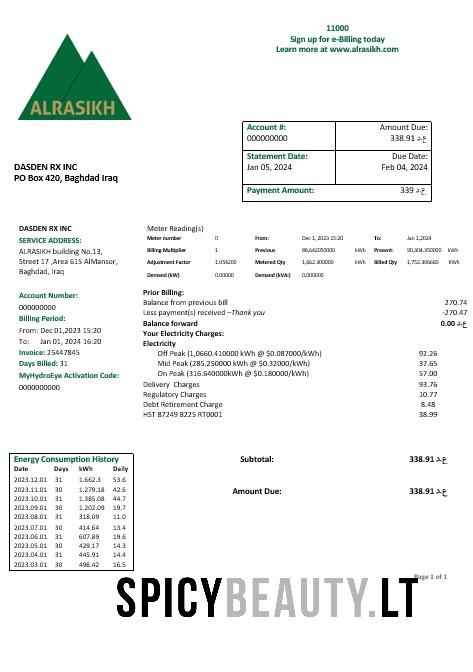 11000
Sign up for e-Billing today
Learn more at www.alrasikh.com
ALRASIKH
Account #:
000000000
Amount Due:
338.91 ع.د
Statement Date:
Jan 05, 2024
Due Date:
Feb 04, 2024
Payment Amount:
339 ع.د
DASDEN RX INC
PO Box 420, Baghdad Iraq
DASDEN RX INC
SERVICE ADDRESS:
ALRASIKH building No.13,
Street 17 ,Area 615 AlMansor,
Baghdad, Iraq
Account Number:
000000000
Billing Period:
From: Dec 01,2023 15:20
To: Jan 01, 2024 16:20
Invoice: 25447845
Days Billed: 31
MyHydroEye Activation Code:
0000000000
Meter Reading(s)
Meter number 0 From: Dec 1, 2023 15:20 To: Jan 1,2024
Billing Multiplier 1 Previous 88,642050000 kWh Present: 90,304.350000 kWh
Adjustment Factor 1.054200 Metered Qty 1,662.300000 kWh Billed Qty 1,752.396660 kWh
Demand (kW) 0,00000 Demand (kVA:) 0,000000
Prior Billing:
Balance from previous bill 270.74
Less payment(s) received –Thank you -270.47
Balance forward 0.00 ع.د
Your Electricity Charges:
Electricity
Off Peak (1,0660.410000 kWh @ $0.087000/kWh) 92.26
Mid Peak (285.250000 kWh @ $0.32000/kWh) 37.65
On Peak (316.640000kWh @ $0.180000/kWh) 57.00
Delivery Charges 93.76
Regulatory Charges 10.77
Debt Retirement Charge 8.48
HST 87249 8225 RT0001 38.99
Energy Consumption History
Date Days kWh Daily
2023.12.01 31 1.662.3 53.6
2023.11.01 30 1.279.18 42.6
2023.10.01 31 1.385.08 44.7
2023.09.01 30 1.202.09 19.7
2023.08.01 31 318.09 11.0
2023.07.01 30 414.64 13.4
2023.06.01 31 607.89 19.6
2023.05.01 30 429.17 14.3
2023.04.01 31 445.91 14.4
2023.03.01 30 498.42 16.5
Subtotal: 338.91 ع.د
Amount Due: 338.91 ع.د
Page 1 of 1
SPICYBEAUTY.LT